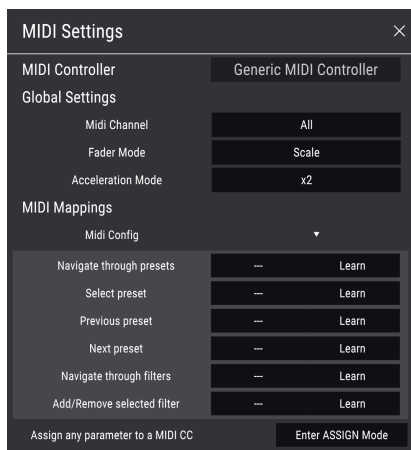 MIDI Settings
MIDI Controller Generic MIDI Controller
Global Settings
Midi Channel All
Fader Mode Scale
Acceleration Mode x2
MIDI Mappings
Midi Config
Navigate through presets --- Learn
Select preset --- Learn
Previous preset --- Learn
Next preset --- Learn
Navigate through filters --- Learn
Add/Remove selected filter --- Learn
Assign any parameter to a MIDI CC Enter ASSIGN Mode